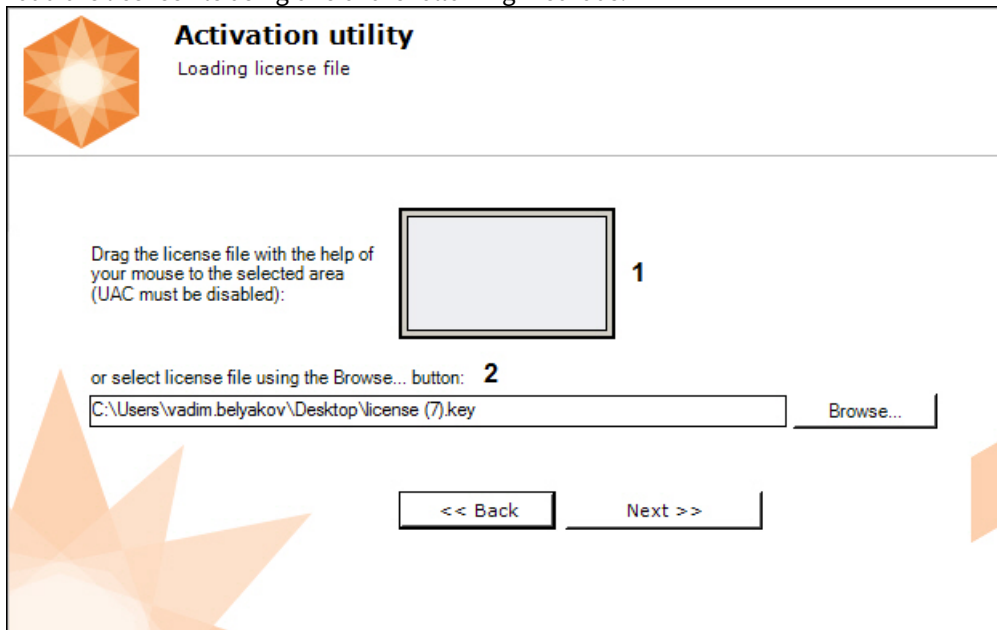 Activation utility
Loading license file
Drag the license file with the help of
your mouse to the selected area
(UAC must be disabled):
1
or select license file using the Browse... button: 2
C:\Users\vadim.belyakov\Desktop\license (7).key
Browse...
<< Back
Next >>